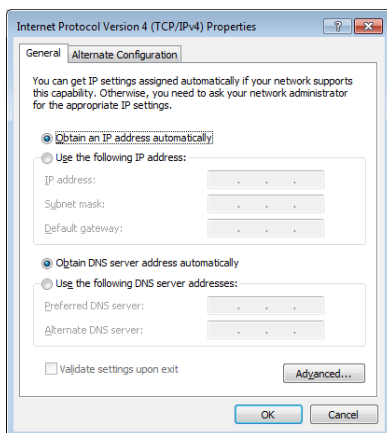 Internet Protocol Version 4 (TCP/IPv4) Properties
General
Alternate Configuration
You can get IP settings assigned automatically if your network supports
this capability. Otherwise, you need to ask your network administrator
for the appropriate IP settings.
Obtain an IP address automatically
Use the following IP address:
IP address:
Subnet mask:
Default gateway:
Obtain DNS server address automatically
Use the following DNS server addresses:
Preferred DNS server:
Alternate DNS server:
Validate settings upon exit
Advanced...
OK
Cancel